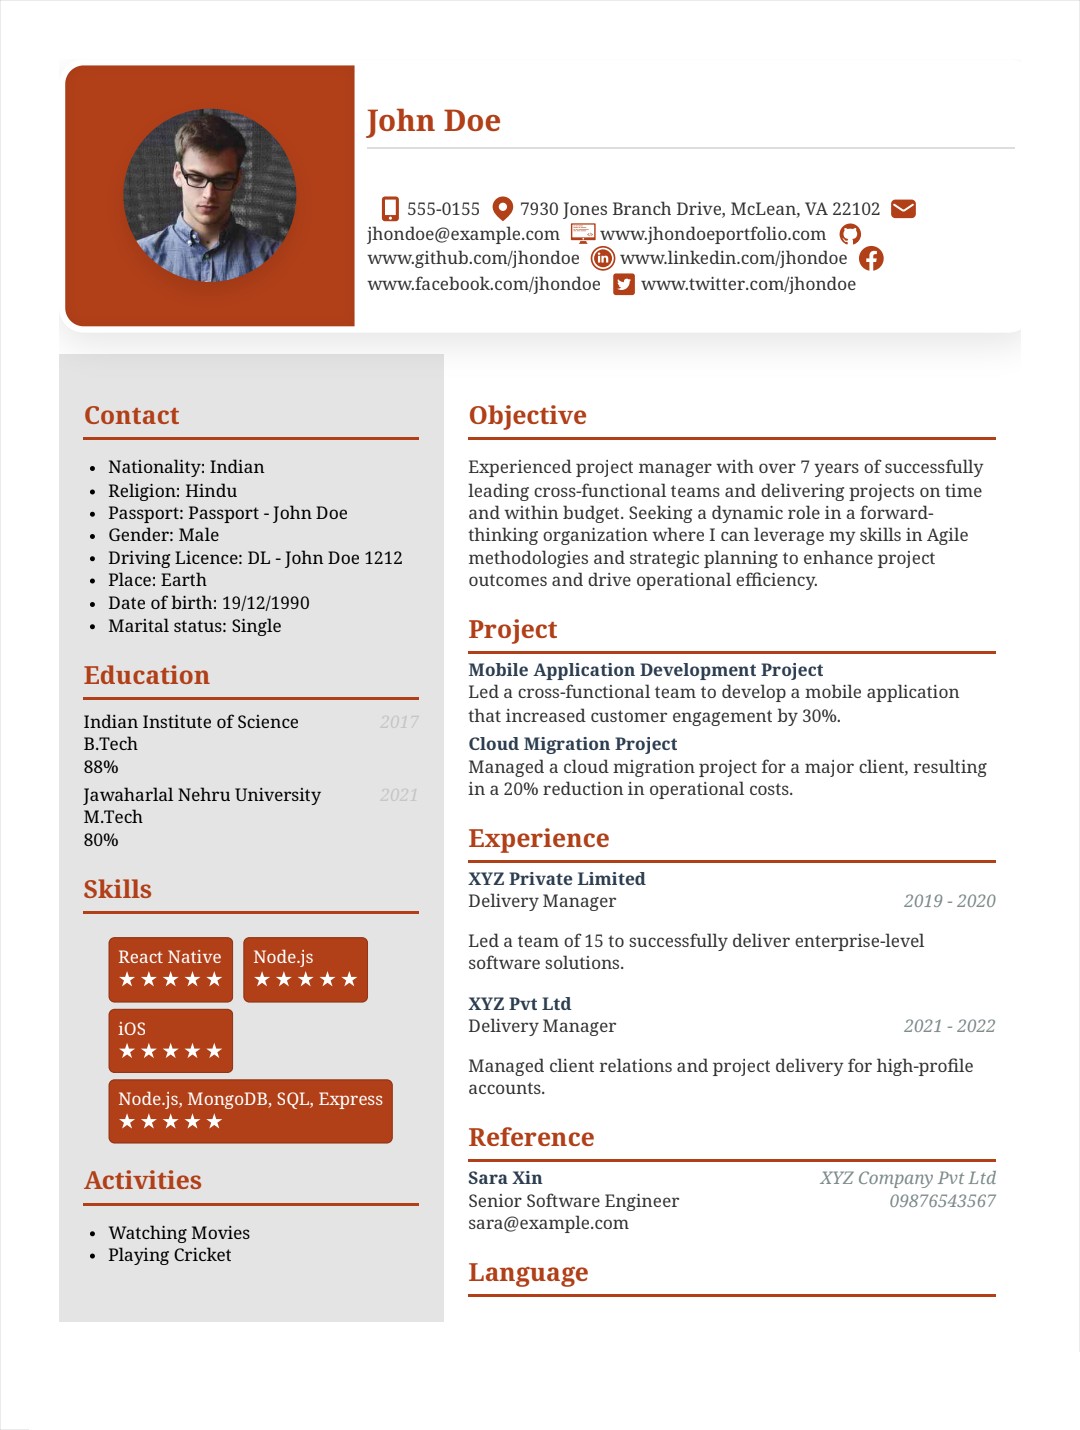 John Doe
555-0155 7930 Jones Branch Drive, McLean, VA 22102
jhondoe@example.com www.jhondoeportfolio.com
www.github.com/jhondoe www.linkedin.com/jhondoe
www.facebook.com/jhondoe www.twitter.com/jhondoe
Contact
• Nationality: Indian
• Religion: Hindu
• Passport: Passport - John Doe
• Gender: Male
• Driving Licence: DL - John Doe 1212
• Place: Earth
• Date of birth: 19/12/1990
• Marital status: Single
Education
Indian Institute of Science 2017
B.Tech
88%
Jawaharlal Nehru University 2021
M.Tech
80%
Skills
React Native Node.js
★★★★★ ★★★★★
iOS
★★★★★
Node.js, MongoDB, SQL, Express
★★★★★
Activities
• Watching Movies
• Playing Cricket
Objective
Experienced project manager with over 7 years of successfully
leading cross-functional teams and delivering projects on time
and within budget. Seeking a dynamic role in a forward-
thinking organization where I can leverage my skills in Agile
methodologies and strategic planning to enhance project
outcomes and drive operational efficiency.
Project
Mobile Application Development Project
Led a cross-functional team to develop a mobile application
that increased customer engagement by 30%.
Cloud Migration Project
Managed a cloud migration project for a major client, resulting
in a 20% reduction in operational costs.
Experience
XYZ Private Limited
Delivery Manager 2019 - 2020
Led a team of 15 to successfully deliver enterprise-level
software solutions.
XYZ Pvt Ltd
Delivery Manager 2021 - 2022
Managed client relations and project delivery for high-profile
accounts.
Reference
Sara Xin XYZ Company Pvt Ltd
Senior Software Engineer 09876543567
sara@example.com
Language